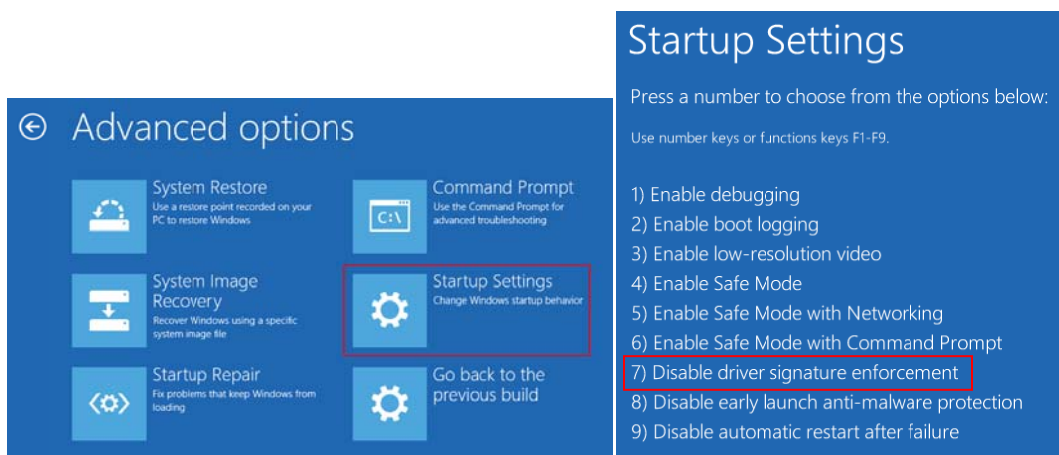 Advanced options
System Restore
Use a restore point recorded on your
PC to restore Windows
Command Prompt
Use the Command Prompt for
advanced troubleshooting
C:\
System Image
Recovery
Recover Windows using a specific
system image file
Startup Settings
Change Windows startup behavior
Startup Repair
Fix problems that keep Windows from
loading
Go back to the
previous build
Startup Settings
Press a number to choose from the options below:
Use number keys or functions keys F1-F9.
1) Enable debugging
2) Enable boot logging
3) Enable low-resolution video
4) Enable Safe Mode
5) Enable Safe Mode with Networking
6) Enable Safe Mode with Command Prompt
7) Disable driver signature enforcement
8) Disable early launch anti-malware protection
9) Disable automatic restart after failure